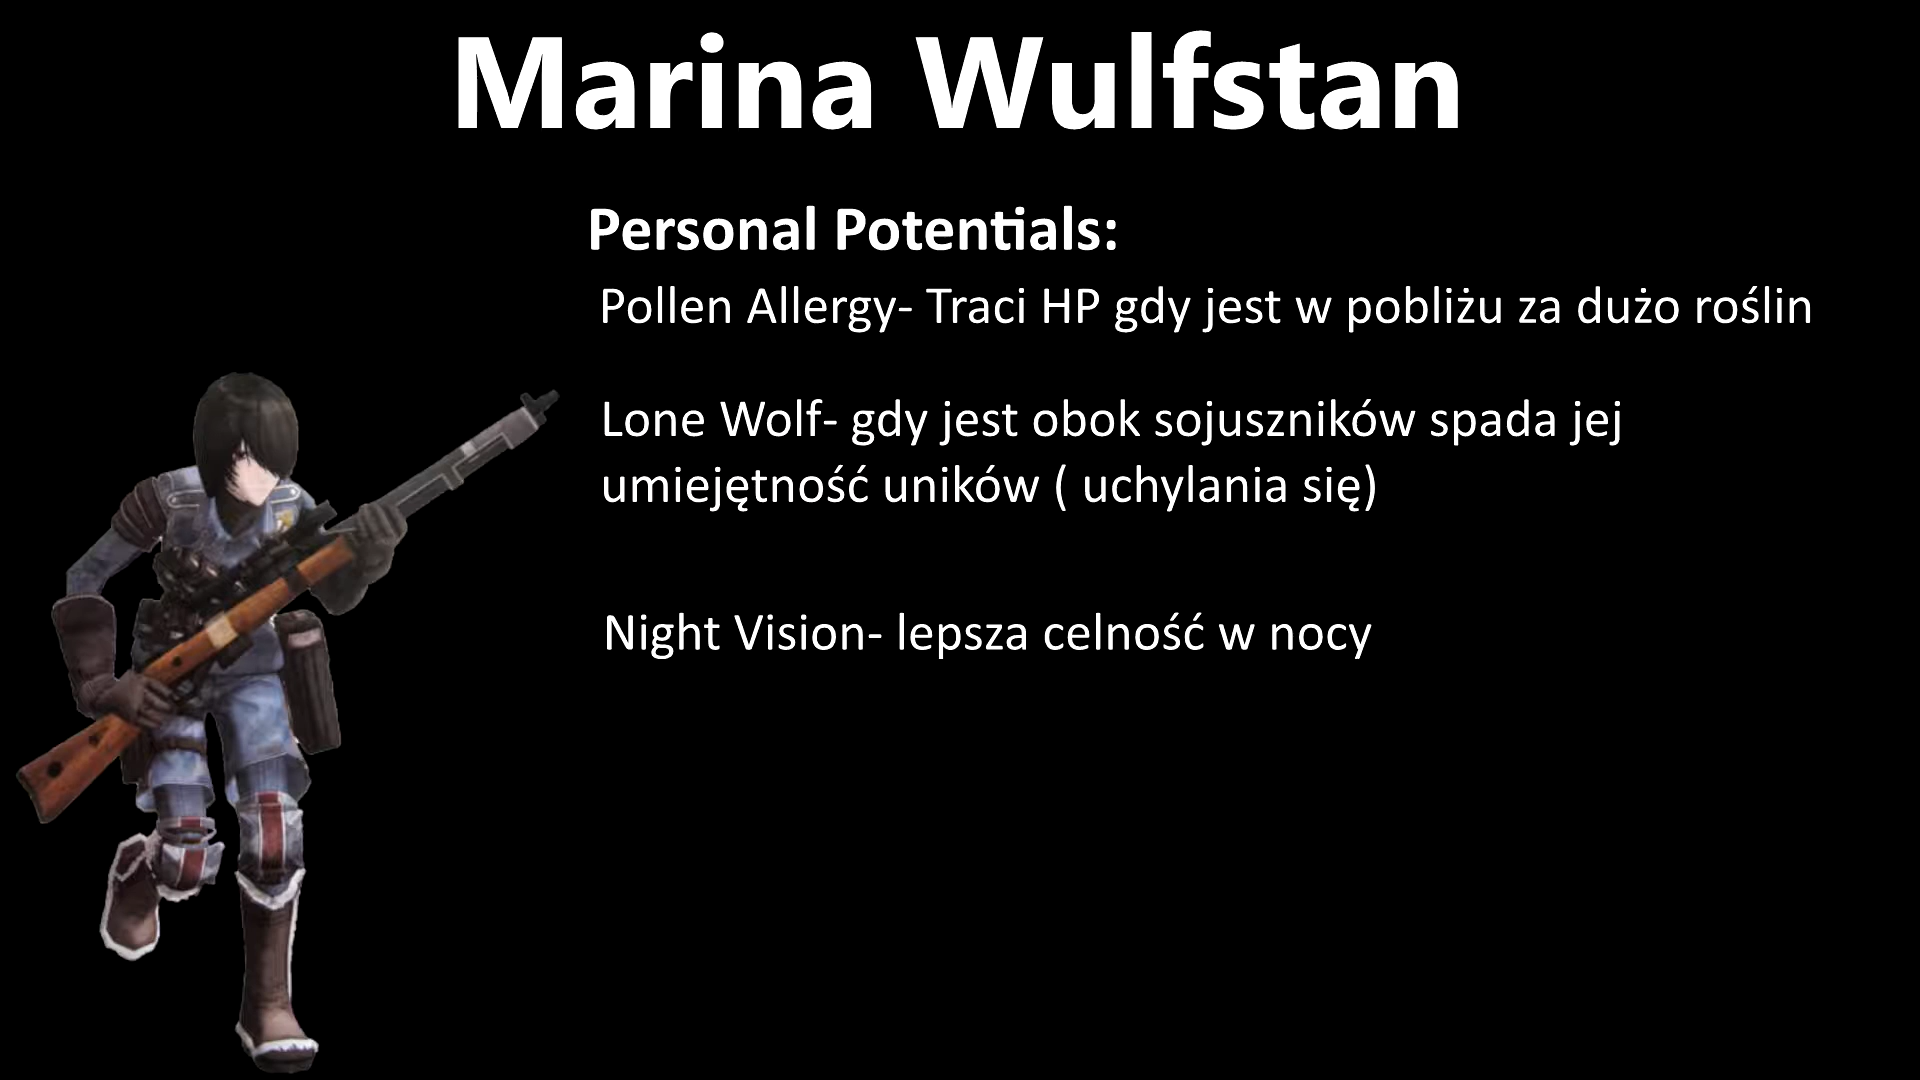 Marina Wulfstan
Personal Potentials:
Pollen Allergy- Traci HP gdy jest w pobliżu za dużo roślin
Lone Wolf- gdy jest obok sojuszników spada jej
umiejętność uników ( uchylania się)
Night Vision- lepsza celność w nocy